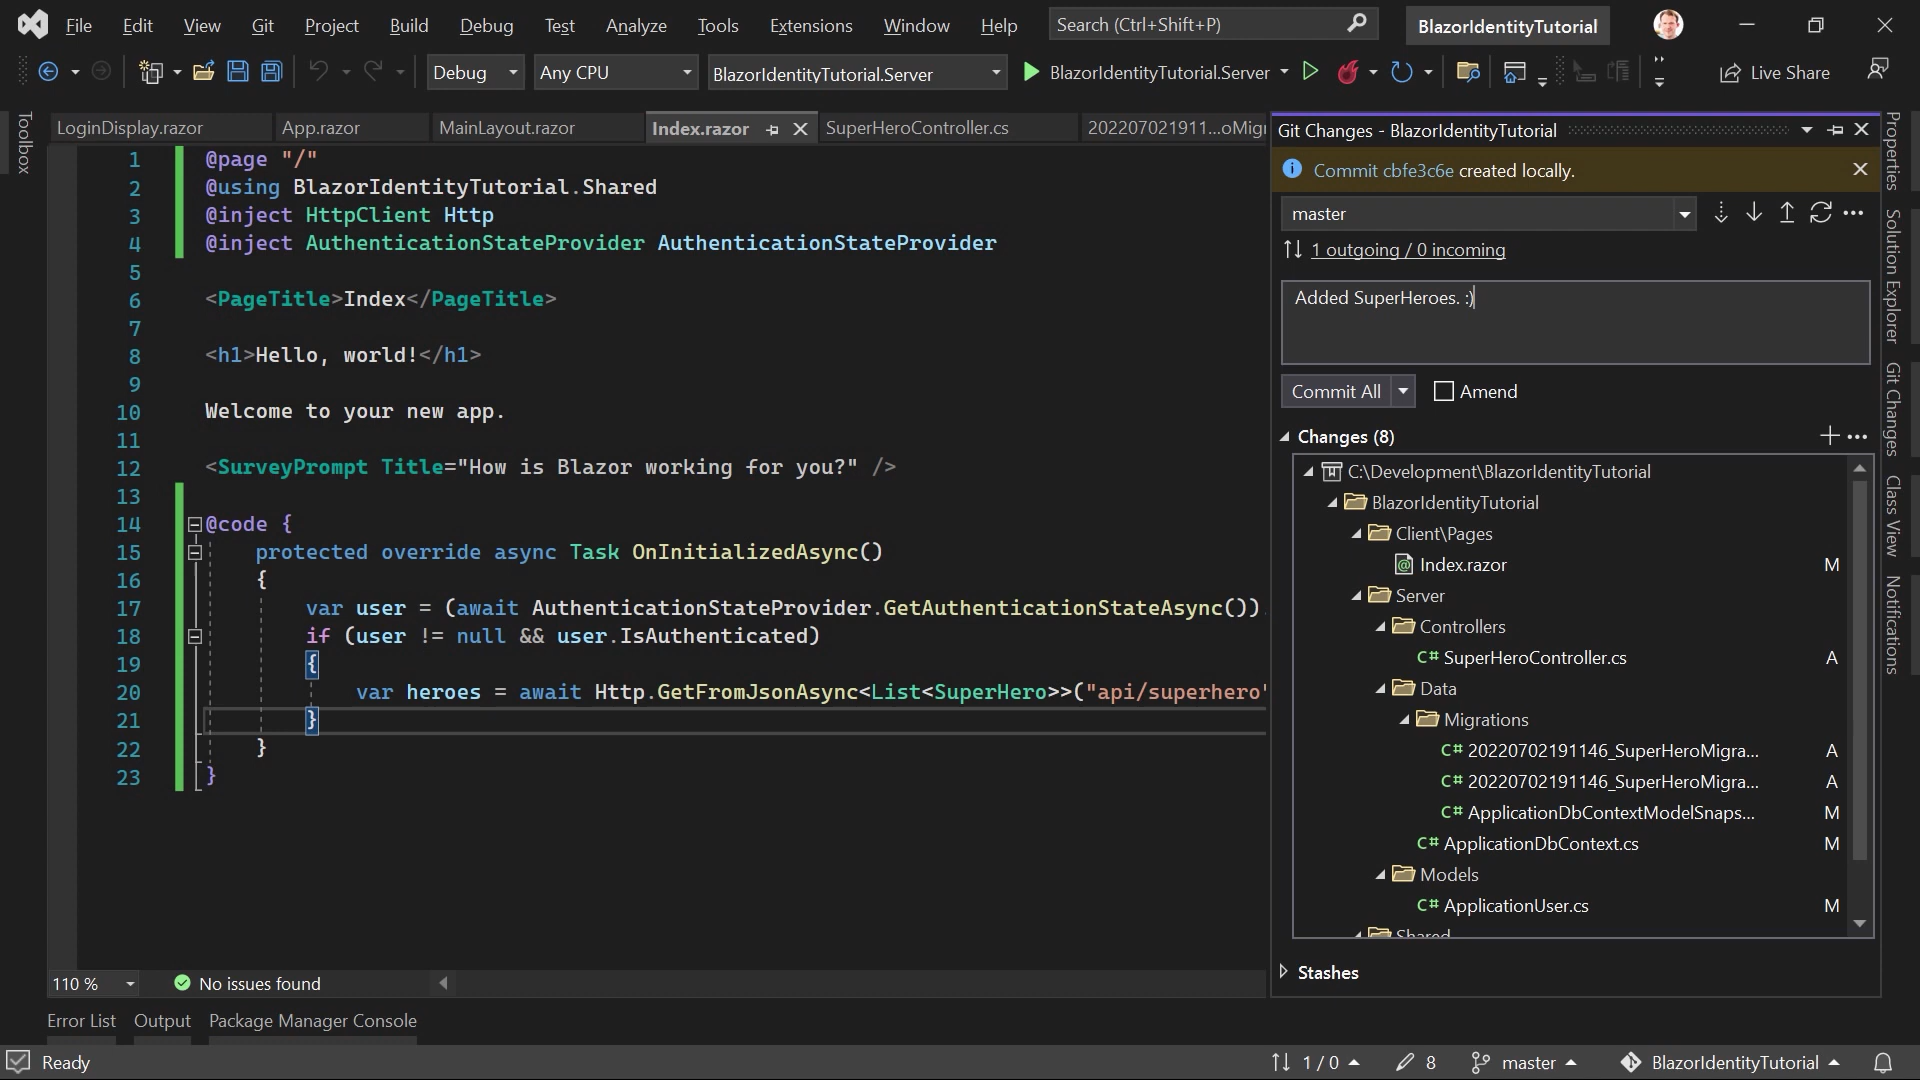 File Edit View Git Project Build Debug Test Analyze Tools Extensions Window Help Search (Ctrl+Shift+P) BlazorIdentityTutorial
Debug Any CPU BlazorIdentityTutorial.Server BlazorIdentityTutorial.Server Live Share
Toolbox
LoginDisplay.razor App.razor MainLayout.razor Index.razor SuperHeroController.cs 202207021911...oMig
1 @page "/"
2 @using BlazorIdentityTutorial.Shared
3 @inject HttpClient Http
4 @inject AuthenticationStateProvider AuthenticationStateProvider
5
6 <PageTitle>Index</PageTitle>
7
8 <h1>Hello, world!</h1>
9
10 Welcome to your new app.
11
12 <SurveyPrompt Title="How is Blazor working for you?" />
13
14 @code {
15 protected override async Task OnInitializedAsync()
16 {
17 var user = (await AuthenticationStateProvider.GetAuthenticationStateAsync()).
18 if (user != null && user.IsAuthenticated)
19 {
20 var heroes = await Http.GetFromJsonAsync<List<SuperHero>>("api/superhero"
21 }
22 }
23 }
110 % No issues found
Git Changes - BlazorIdentityTutorial
Commit cbfe3c6e created locally.
master
1 outgoing / 0 incoming
Added SuperHeroes. :)
Commit All Amend
Changes (8)
C:\Development\BlazorIdentityTutorial
BlazorIdentityTutorial
Client\Pages
Index.razor M
Server
Controllers
SuperHeroController.cs A
Data
Migrations
20220702191146_SuperHeroMigra... A
20220702191146_SuperHeroMigra... A
ApplicationDbContextModelSnaps... M
ApplicationDbContext.cs M
Models
ApplicationUser.cs M
Shared
Stashes
Properties
Solution Explorer
Git Changes
Class View
Notifications
Error List Output Package Manager Console
Ready 1 / 0 8 master BlazorIdentityTutorial